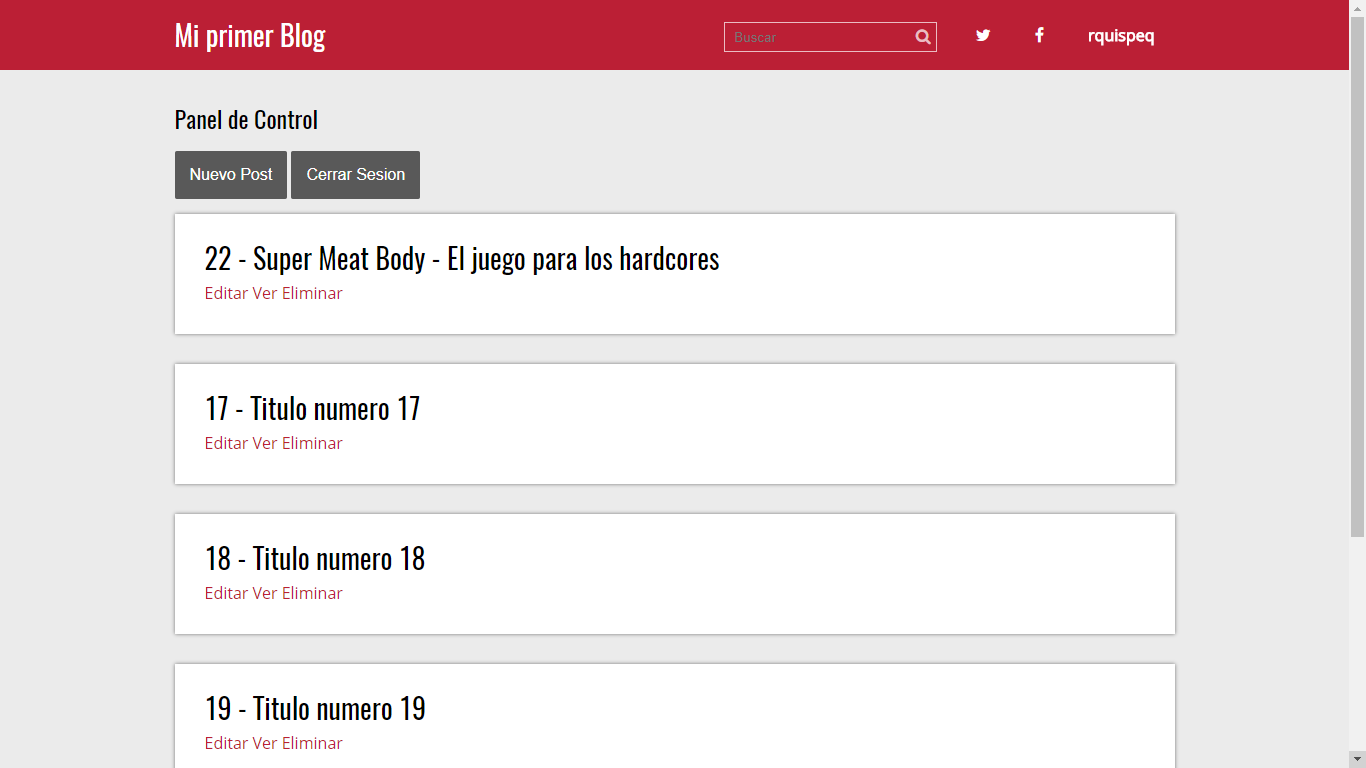 Mi primer Blog
Buscar
rquispeq
Panel de Control
Nuevo Post Cerrar Sesion
22 - Super Meat Body - El juego para los hardcores
Editar Ver Eliminar
17 - Titulo numero 17
Editar Ver Eliminar
18 - Titulo numero 18
Editar Ver Eliminar
19 - Titulo numero 19
Editar Ver Eliminar